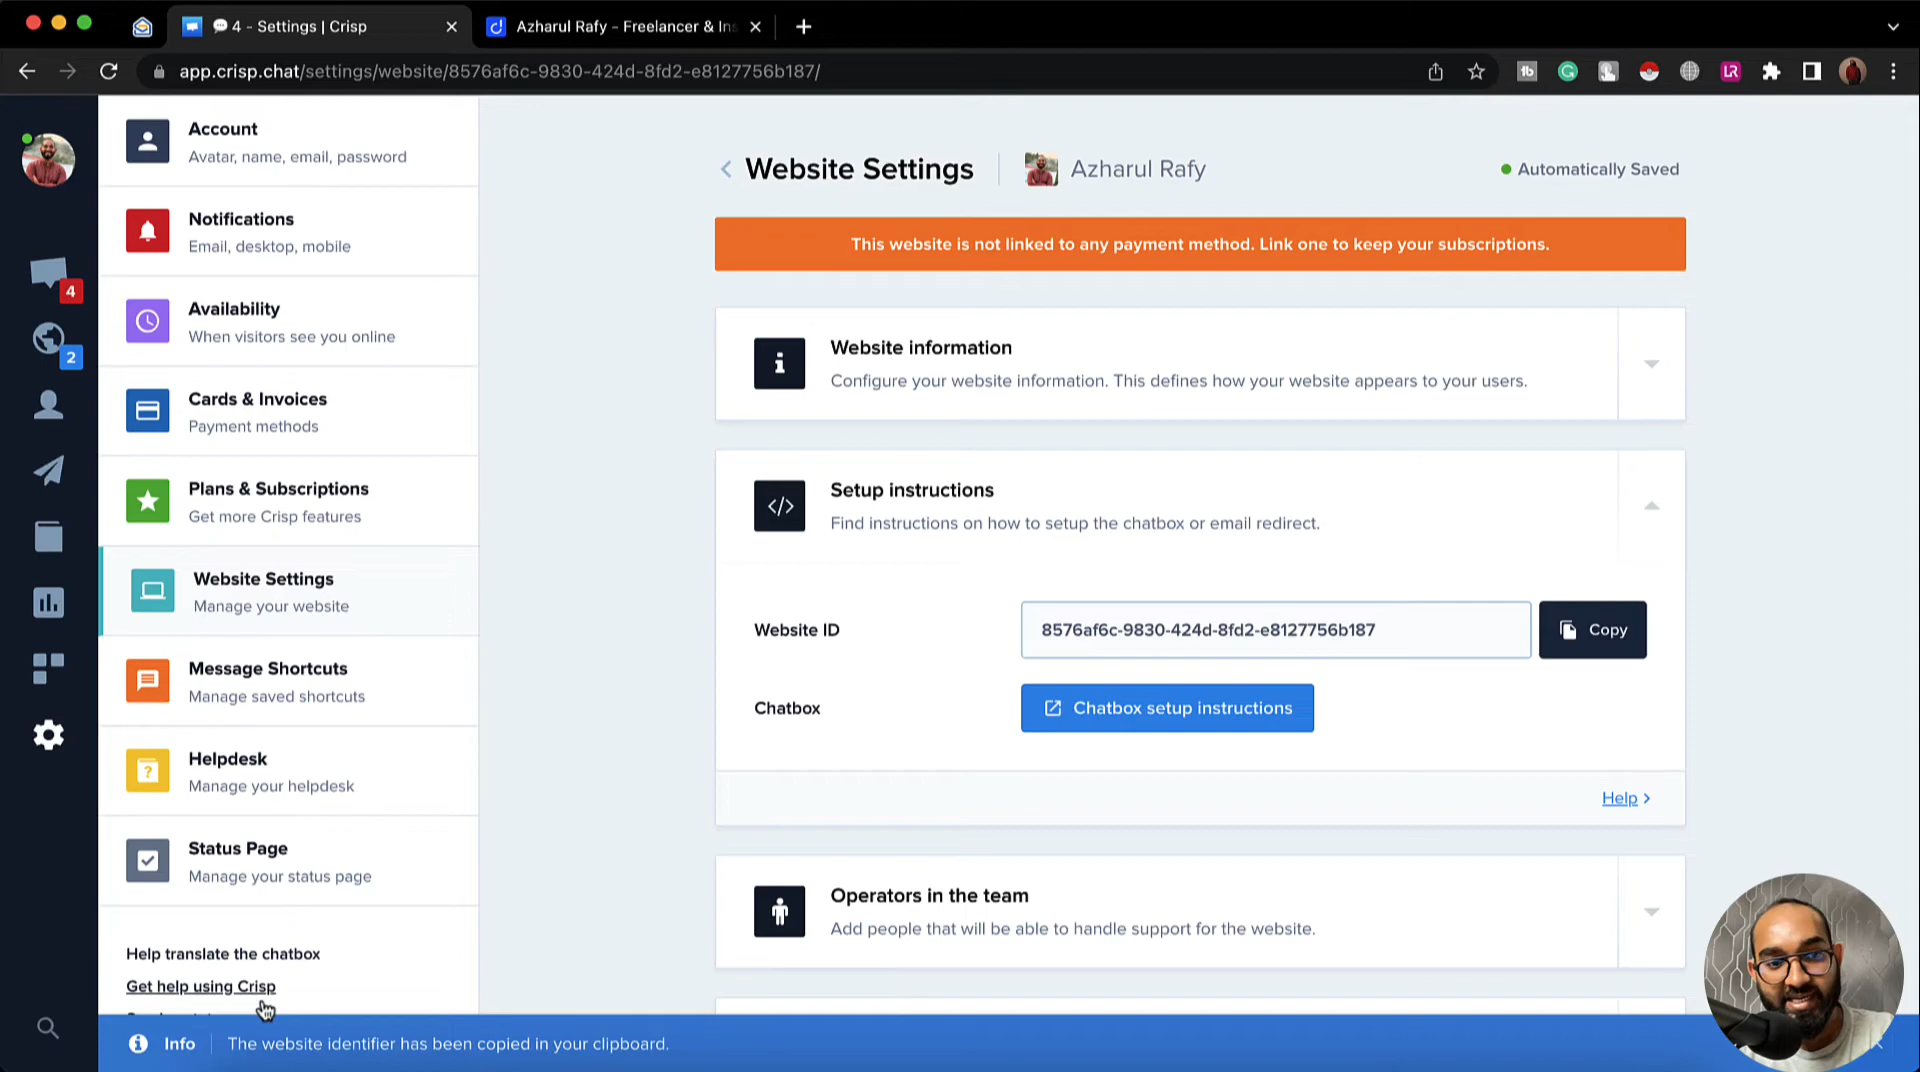 4 - Settings | Crisp
Azharul Rafy - Freelancer & In
app.crisp.chat/settings/website/8576af6c-9830-424d-8fd2-e8127756b187/
LR
4
2
Account
Avatar, name, email, password
Notifications
Email, desktop, mobile
Availability
When visitors see you online
Cards & Invoices
Payment methods
Plans & Subscriptions
Get more Crisp features
Website Settings
Manage your website
Message Shortcuts
Manage saved shortcuts
Helpdesk
Manage your helpdesk
Status Page
Manage your status page
Help translate the chatbox
Get help using Crisp
Website Settings
Azharul Rafy
Automatically Saved
This website is not linked to any payment method. Link one to keep your subscriptions.
Website information
Configure your website information. This defines how your website appears to your users.
Setup instructions
Find instructions on how to setup the chatbox or email redirect.
Website ID
8576af6c-9830-424d-8fd2-e8127756b187
Copy
Chatbox
Chatbox setup instructions
Help
Operators in the team
Add people that will be able to handle support for the website.
Info
The website identifier has been copied in your clipboard.